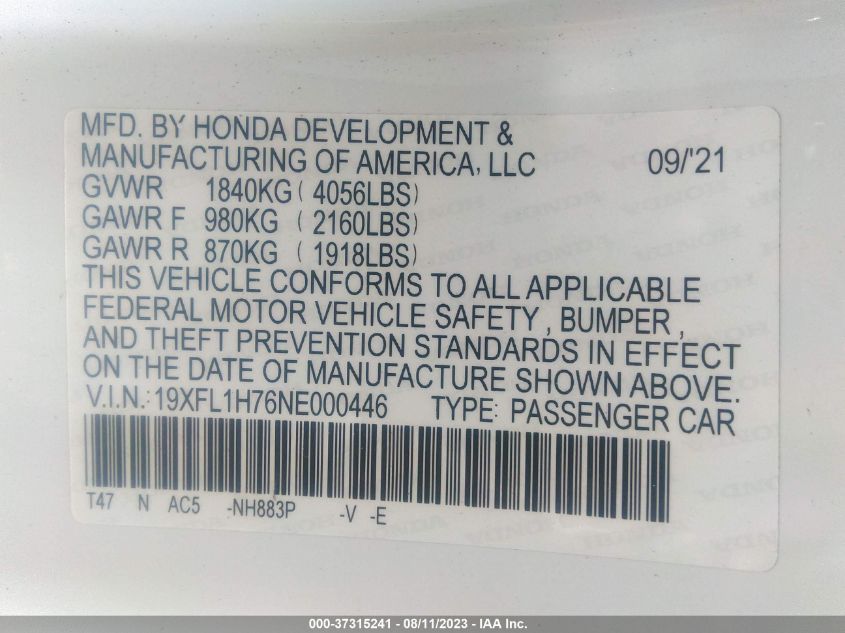 MFD. BY HONDA DEVELOPMENT &
MANUFACTURING OF AMERICA, LLC 09/'21
GVWR 1840KG ( 4056LBS)
GAWR F 980KG ( 2160LBS)
GAWR R 870KG ( 1918LBS)
THIS VEHICLE CONFORMS TO ALL APPLICABLE
FEDERAL MOTOR VEHICLE SAFETY , BUMPER ,
AND THEFT PREVENTION STANDARDS IN EFFECT
ON THE DATE OF MANUFACTURE SHOWN ABOVE.
V.I.N.: 19XFL1H76NE000446 TYPE: PASSENGER CAR
T47 N AC5 -NH883P -V -E
000-37315241 - 08/11/2023 - IAA Inc.